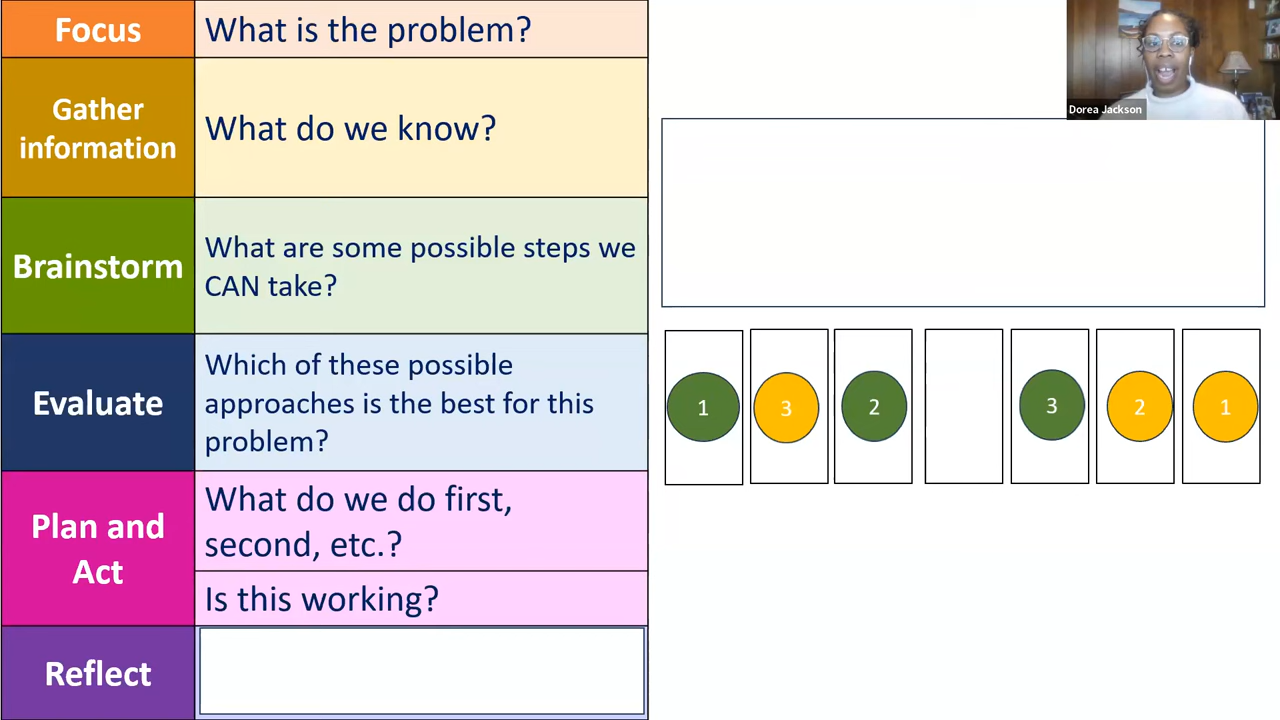 Focus
What is the problem?
Gather
information
What do we know?
Brainstorm
What are some possible steps we
CAN take?
Evaluate
Which of these possible
approaches is the best for this
problem?
Plan and
Act
What do we do first,
second, etc.?
Is this working?
Reflect
Dorea Jackson
1 3 2 3 2 1